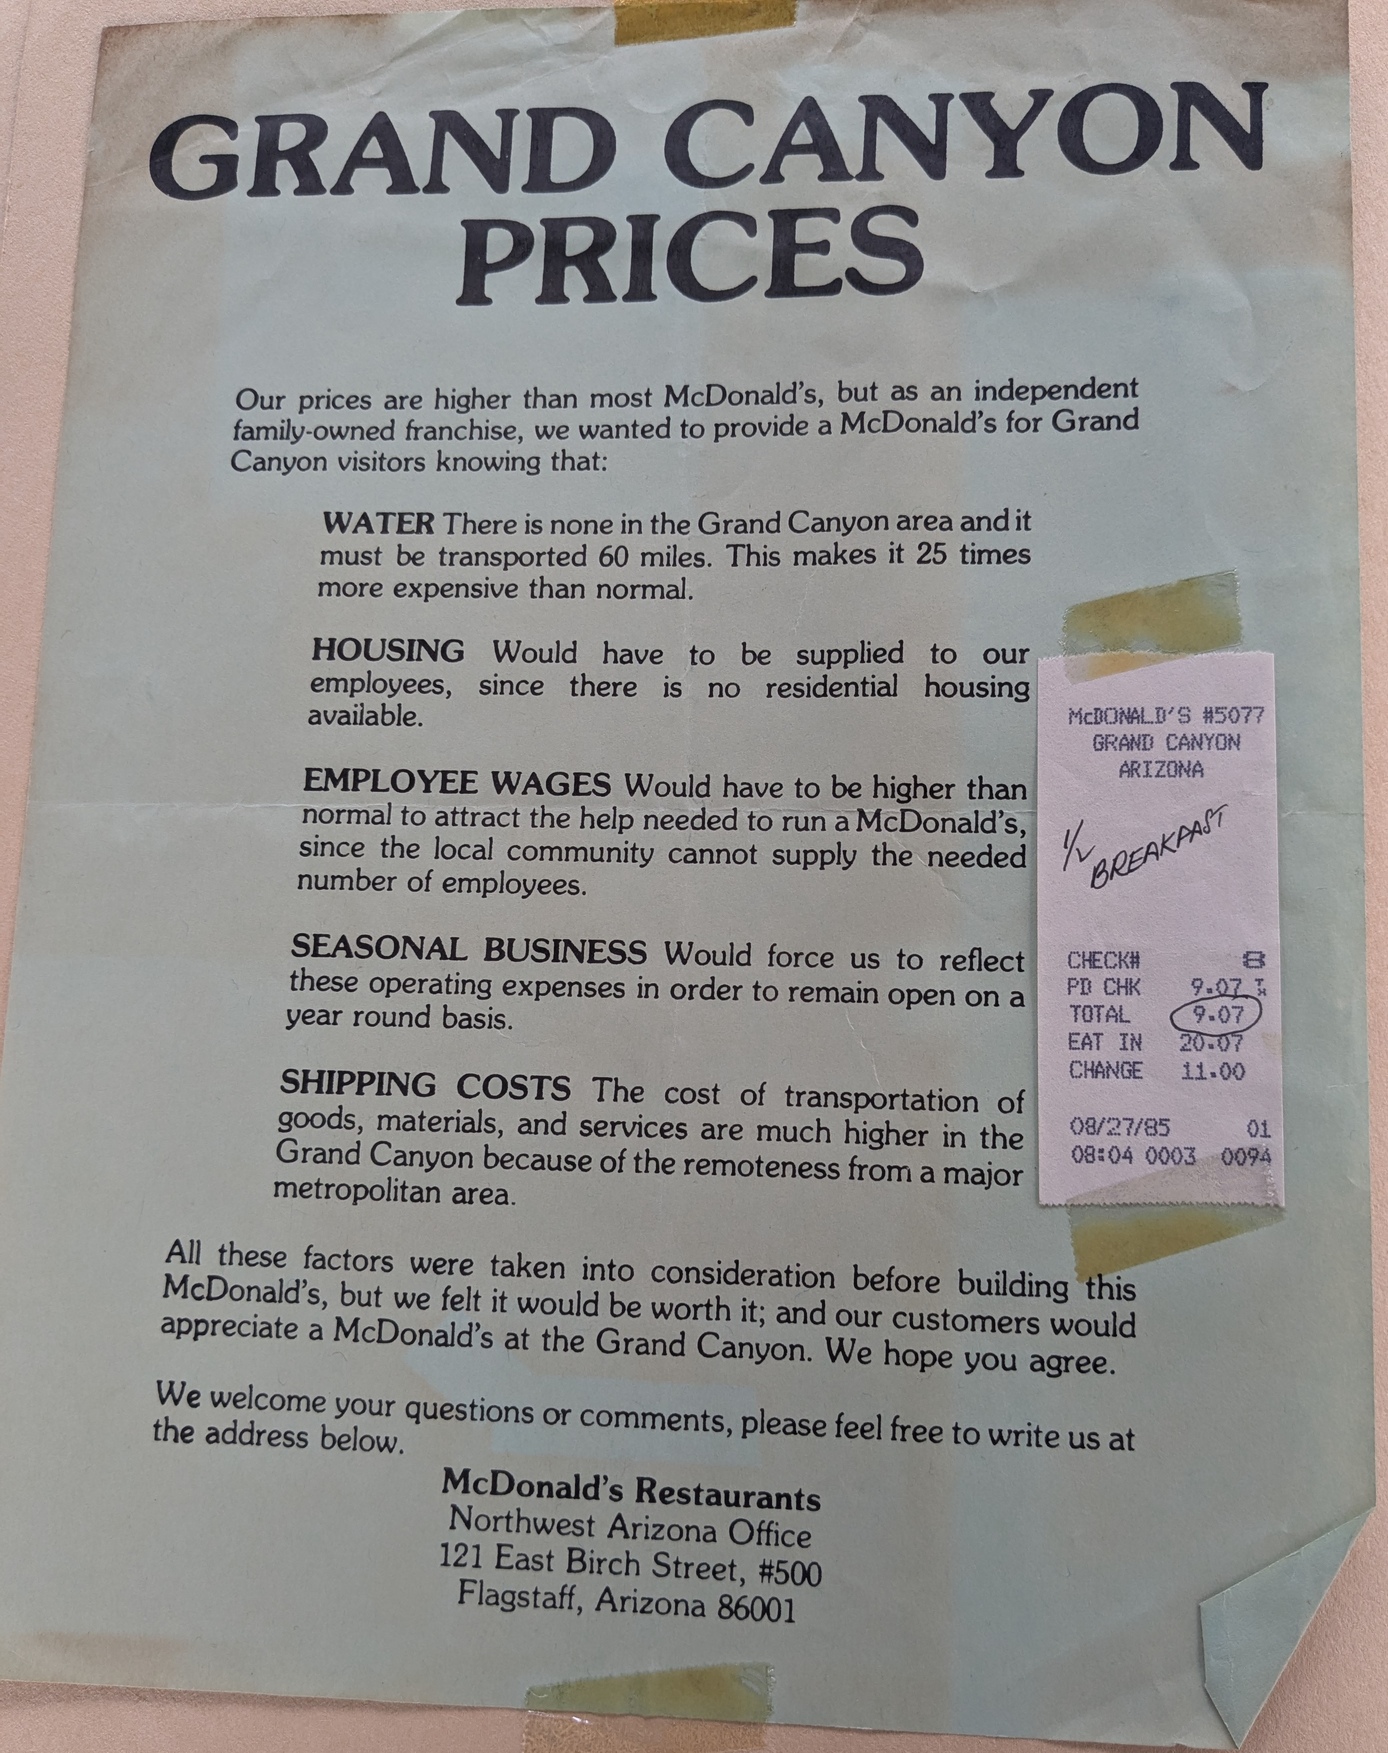 GRAND CANYON
PRICES
Our prices are higher than most McDonald's, but as an independent
family-owned franchise, we wanted to provide a McDonald's for Grand
Canyon visitors knowing that:
WATER There is none in the Grand Canyon area and it
must be transported 60 miles. This makes it 25 times
more expensive than normal.
HOUSING Would have to be supplied to our
employees, since there is no residential housing
available.
EMPLOYEE WAGES Would have to be higher than
normal to attract the help needed to run a McDonald's,
since the local community cannot supply the needed
number of employees.
SEASONAL BUSINESS Would force us to reflect
these operating expenses in order to remain open on a
year round basis.
SHIPPING COSTS The cost of transportation of
goods, materials, and services are much higher in the
Grand Canyon because of the remoteness from a major
metropolitan area.
All these factors were taken into consideration before building this
McDonald's, but we felt it would be worth it; and our customers would
appreciate a McDonald's at the Grand Canyon. We hope you agree.
We welcome your questions or comments, please feel free to write us at
the address below.
McDonald's Restaurants
Northwest Arizona Office
121 East Birch Street, #500
Flagstaff, Arizona 86001
McDONALD'S #5077
GRAND CANYON
ARIZONA
1/2
BREAKFAST
CHECK# 8
PD CHK 9.07
TOTAL 9.07
EAT IN 20.07
CHANGE 11.00
08/27/85 01
08:04 0003 0094